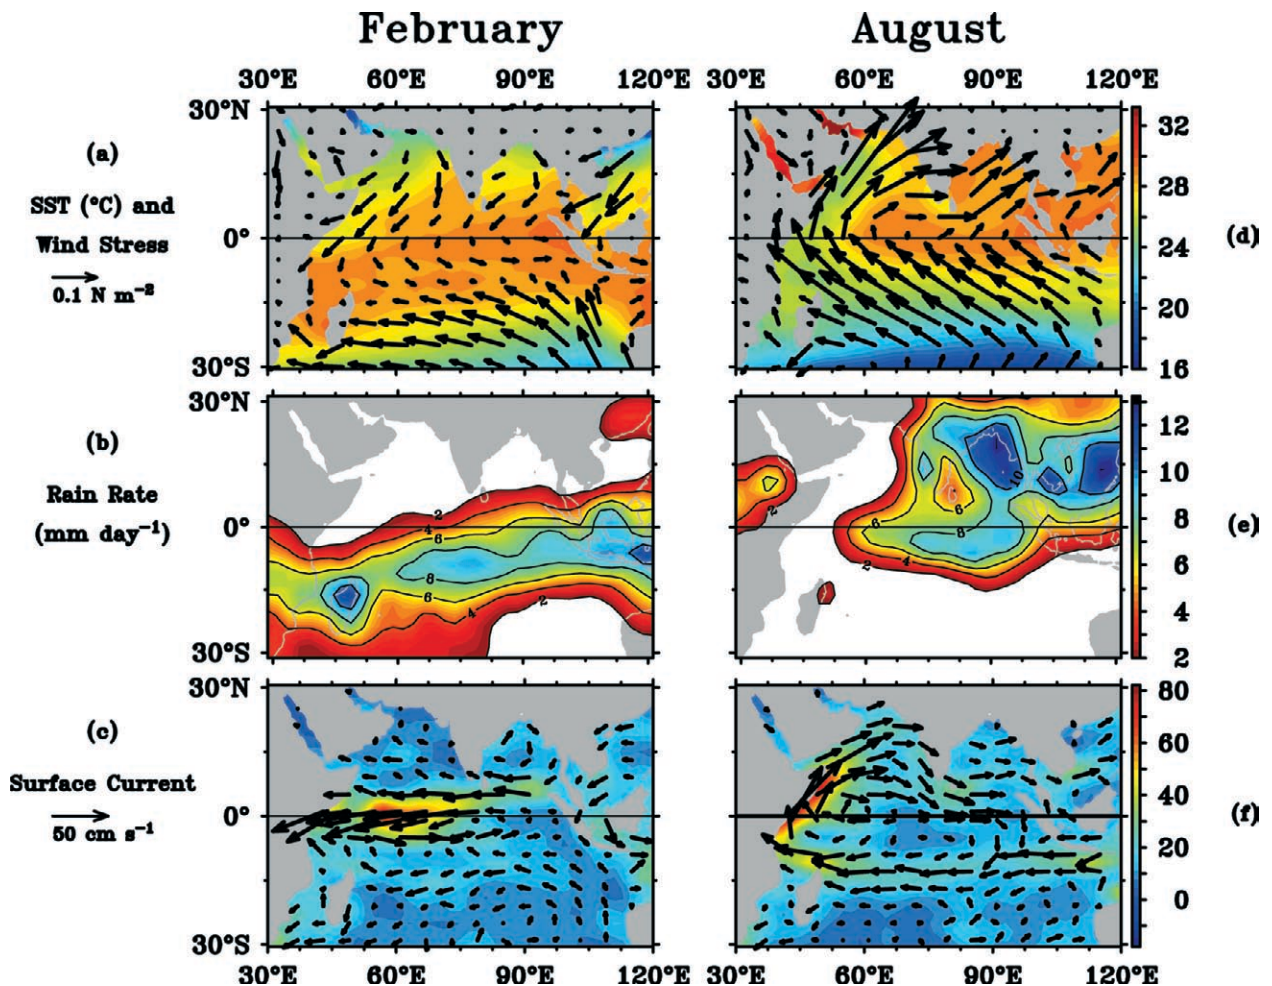 February August
30°E 60°E 90°E 120°E 30°E 60°E 90°E 120°E
30°N
(a)
SST (°C) and
Wind Stress
0.1 N m⁻²
0°
30°S
32
28
24
20
16
(d)
30°N
(b)
Rain Rate
(mm day⁻¹)
0°
30°S
2
4
6
8
6
4
2
2
6
6
8
10
4
2
12
10
8
6
4
2
(e)
30°N
(c)
Surface Current
50 cm s⁻¹
0°
30°S
80
60
40
20
0
(f)
30°E 60°E 90°E 120°E 30°E 60°E 90°E 120°E